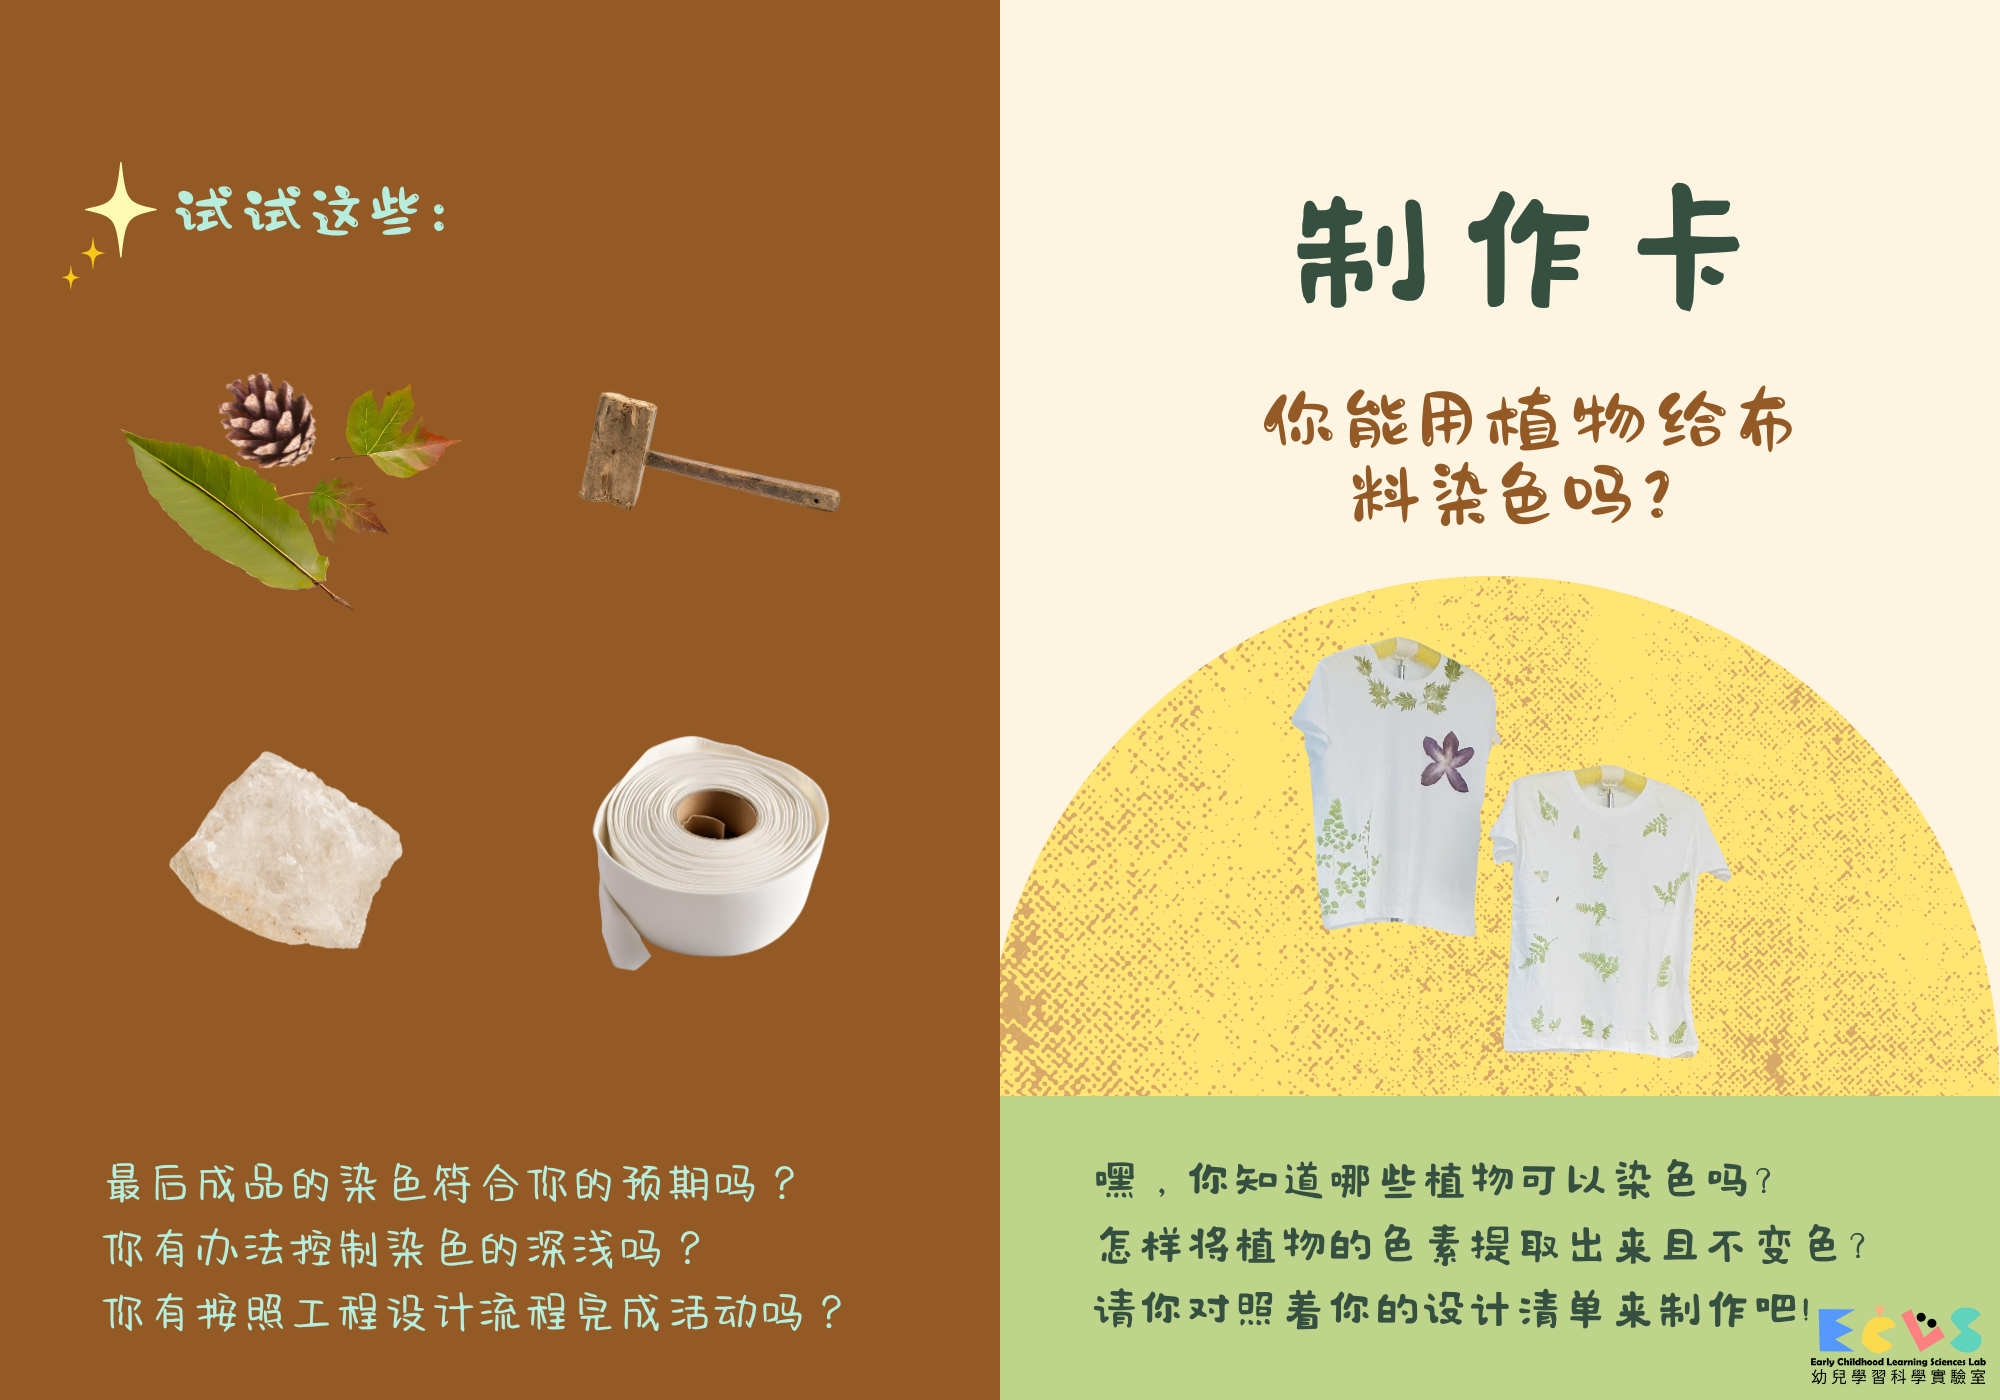 试试这些：
最后成品的染色符合你的预期吗？
你有办法控制染色的深浅吗？
你有按照工程设计流程完成活动吗？
制作卡
你能用植物给布
料染色吗？
嘿，你知道哪些植物可以染色吗？
怎样将植物的色素提取出来且不变色？
请你对照着你的设计清单来制作吧！
ECLS
Early Childhood Learning Sciences Lab
幼兒學習科學實驗室